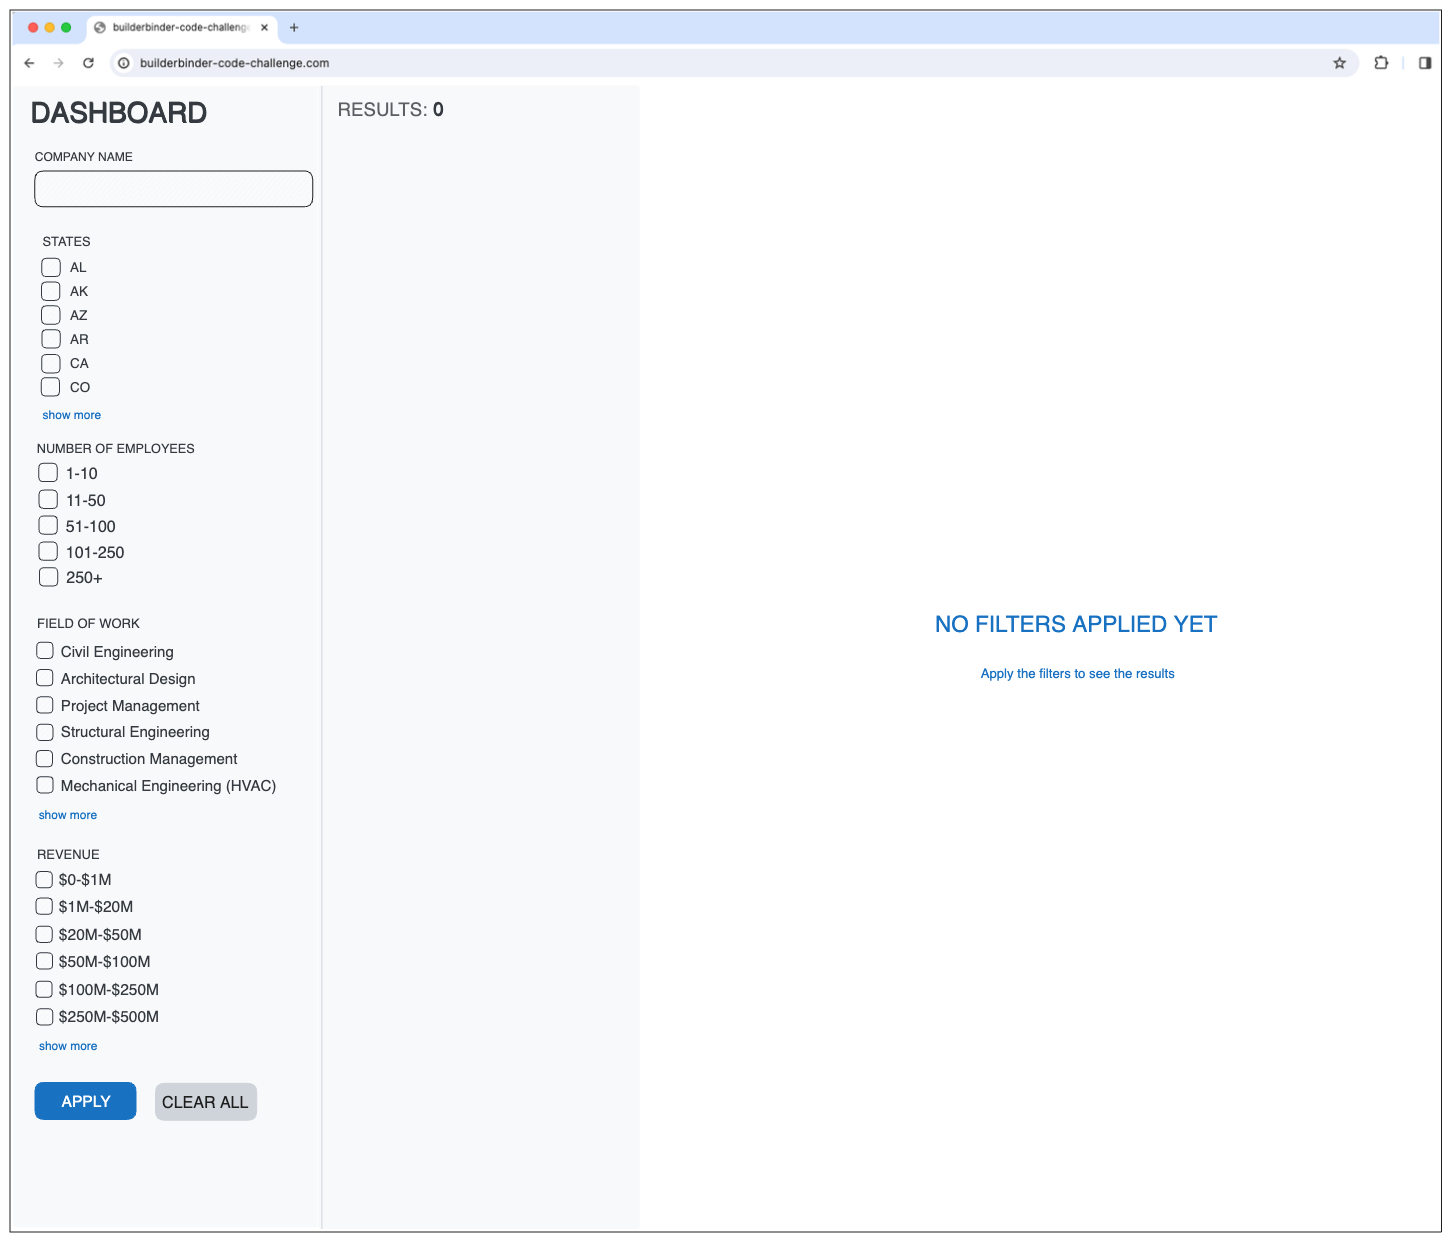 builderbinder-code-challeng
builderbinder-code-challenge.com
DASHBOARD
COMPANY NAME
STATES
AL
AK
AZ
AR
CA
CO
show more
NUMBER OF EMPLOYEES
1-10
11-50
51-100
101-250
250+
FIELD OF WORK
Civil Engineering
Architectural Design
Project Management
Structural Engineering
Construction Management
Mechanical Engineering (HVAC)
show more
REVENUE
$0-$1M
$1M-$20M
$20M-$50M
$50M-$100M
$100M-$250M
$250M-$500M
show more
APPLY
CLEAR ALL
RESULTS: 0
NO FILTERS APPLIED YET
Apply the filters to see the results